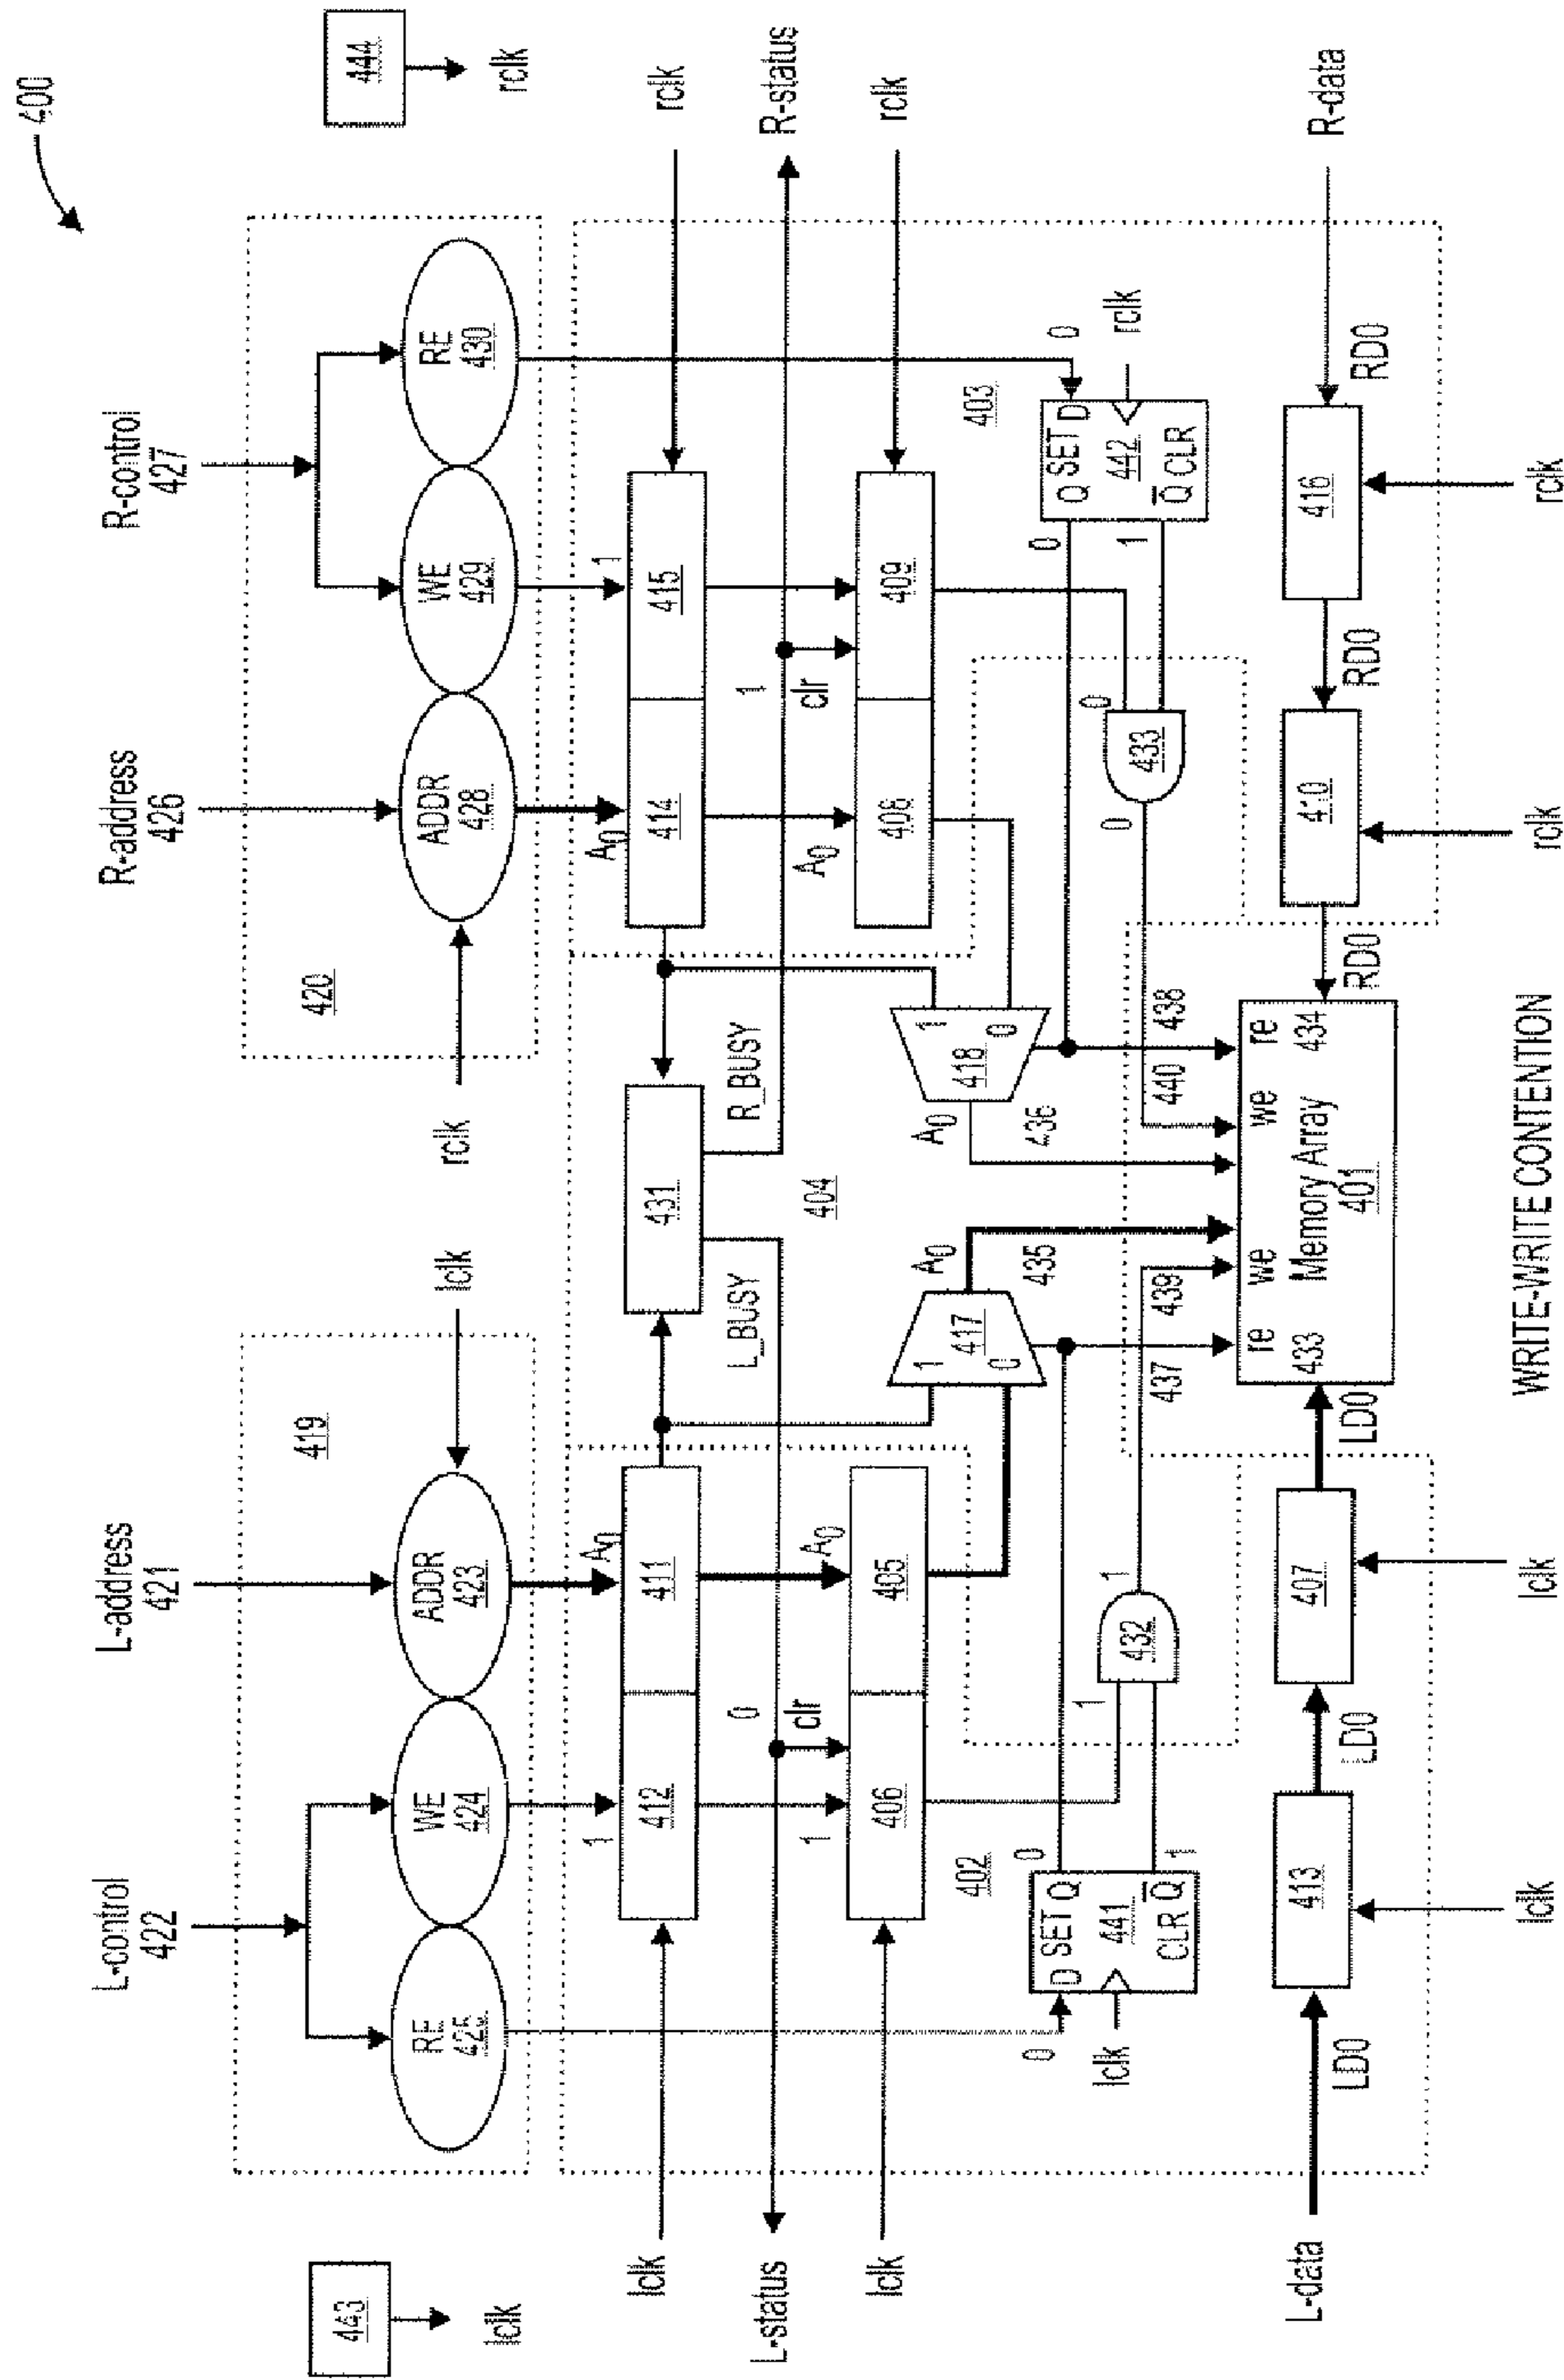 400
443
lclk
444
rclk
L-control
422
L-address
421
R-address
426
R-control
427
RE
425
WE
424
ADDR
423
419
lclk
420
rclk
ADDR
428
WE
429
RE
430
1
A0
A0
1
lclk
412
411
431
414
415
rclk
L-status
0
L_BUSY
R_BUSY
1
R-status
clr
clr
1
A0
404
A0
lclk
406
405
408
409
rclk
402
403
1
0
417
A0
1
0
418
A0
0
D SET Q
441
CLR Q
lclk
0
1
1
432
1
435
436
0
433
0
0
1
Q SET D
442
Q CLR
0
rclk
437
439
440
438
re
we
we
re
433
Memory Array
401
434
L-data
LD0
413
LD0
407
LD0
RD0
410
RD0
416
RD0
R-data
lclk
lclk
rclk
rclk
WRITE-WRITE CONTENTION